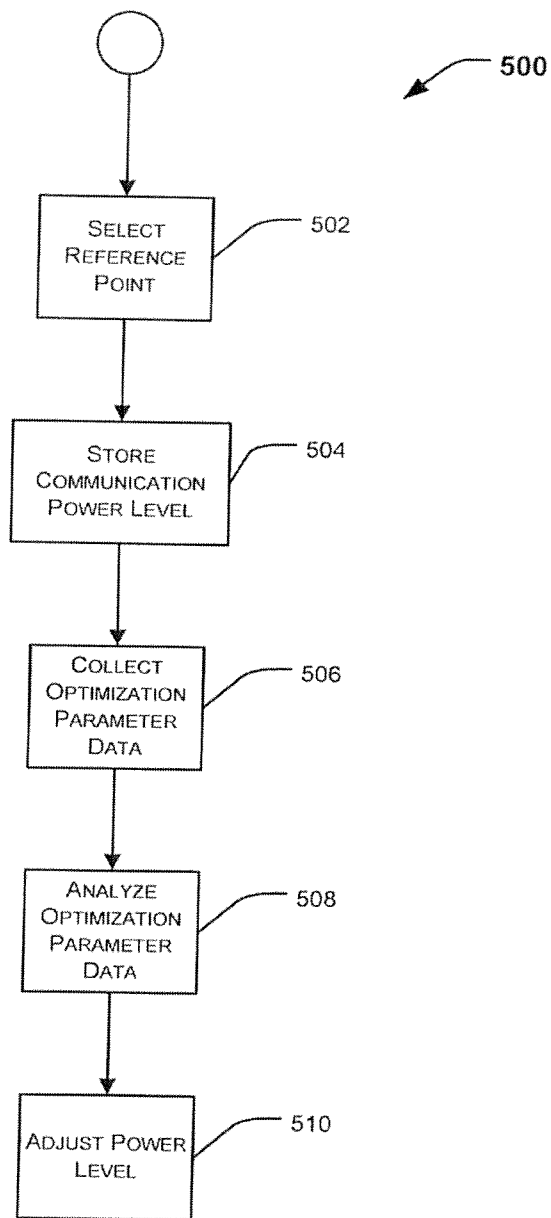 500
SELECT
REFERENCE
POINT
502
STORE
COMMUNICATION
POWER LEVEL
504
COLLECT
OPTIMIZATION
PARAMETER
DATA
506
ANALYZE
OPTIMIZATION
PARAMETER
DATA
508
ADJUST POWER
LEVEL
510